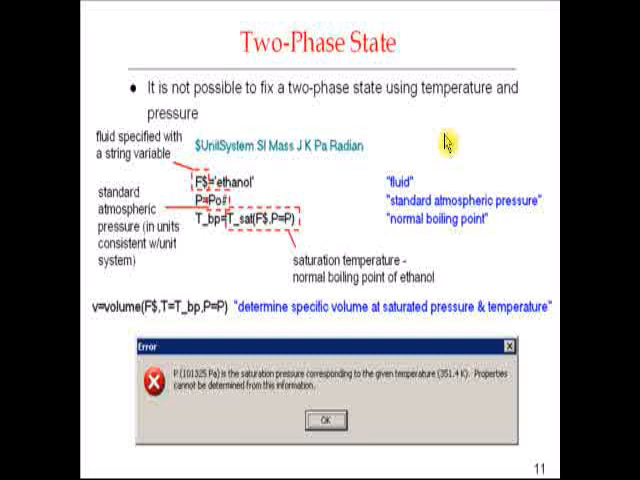 Two-Phase State
• It is not possible to fix a two-phase state using temperature and
pressure
fluid specified with
a string variable
$UnitSystem SI Mass J K Pa Radian
F$='ethanol' "fluid"
P=Po# "standard atmospheric pressure"
T_bp=T_sat(F$,P=P) "normal boiling point"
standard
atmospheric
pressure (in units
consistent w/unit
system)
saturation temperature -
normal boiling point of ethanol
v=volume(F$,T=T_bp,P=P) "determine specific volume at saturated pressure & temperature"
Error
P (101325 Pa) is the saturation pressure corresponding to the given temperature (351.4 K). Properties
cannot be determined from this information.
OK
11